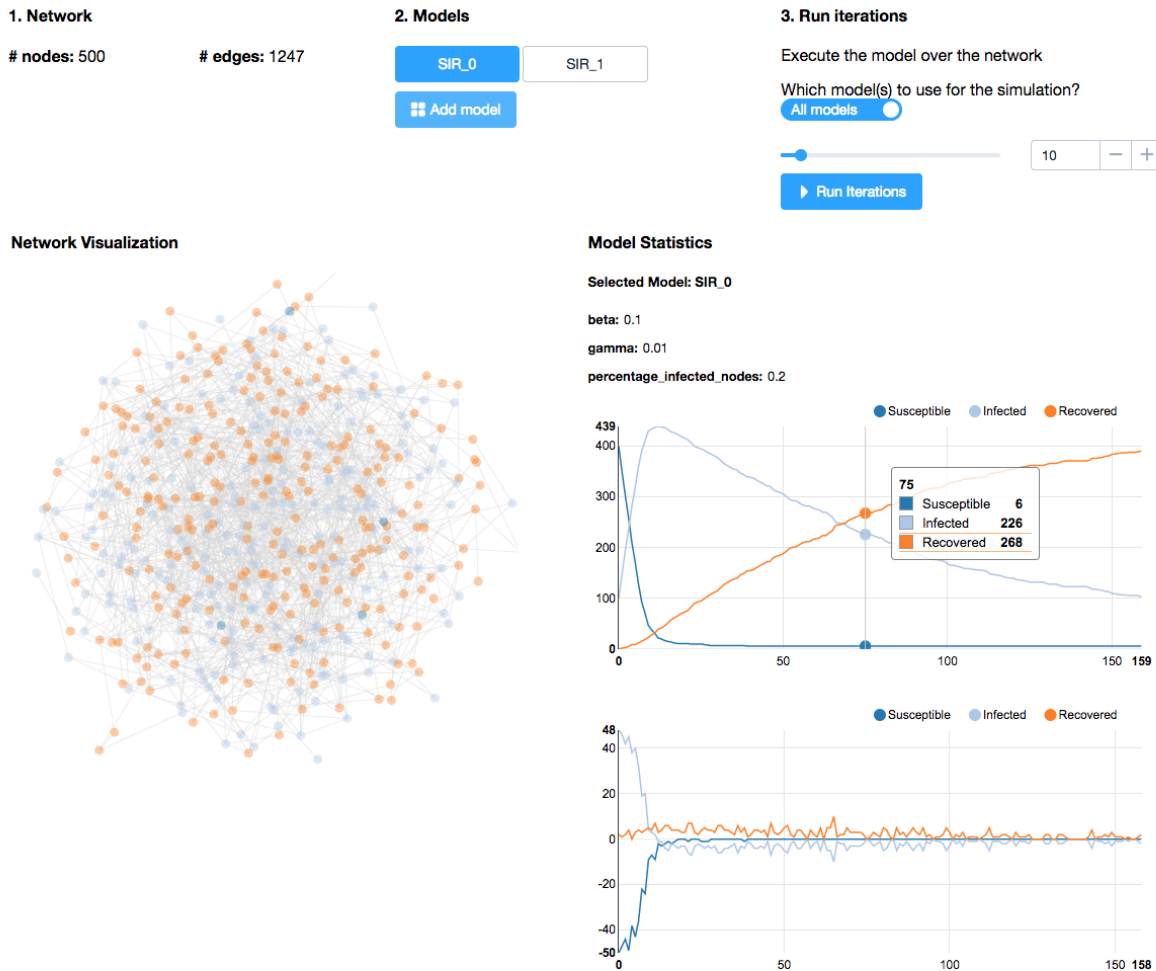 1. Network
# nodes: 500 # edges: 1247
2. Models
SIR_0 SIR_1
Add model
3. Run iterations
Execute the model over the network
Which model(s) to use for the simulation?
All models
10
Run Iterations
Network Visualization
Model Statistics
Selected Model: SIR_0
beta: 0.1
gamma: 0.01
percentage_infected_nodes: 0.2
Susceptible Infected Recovered
439
400
300
200
100
0
75
Susceptible 6
Infected 226
Recovered 268
0 50 100 150 159
Susceptible Infected Recovered
48
40
20
0
-20
-40
-50
0 50 100 150 158